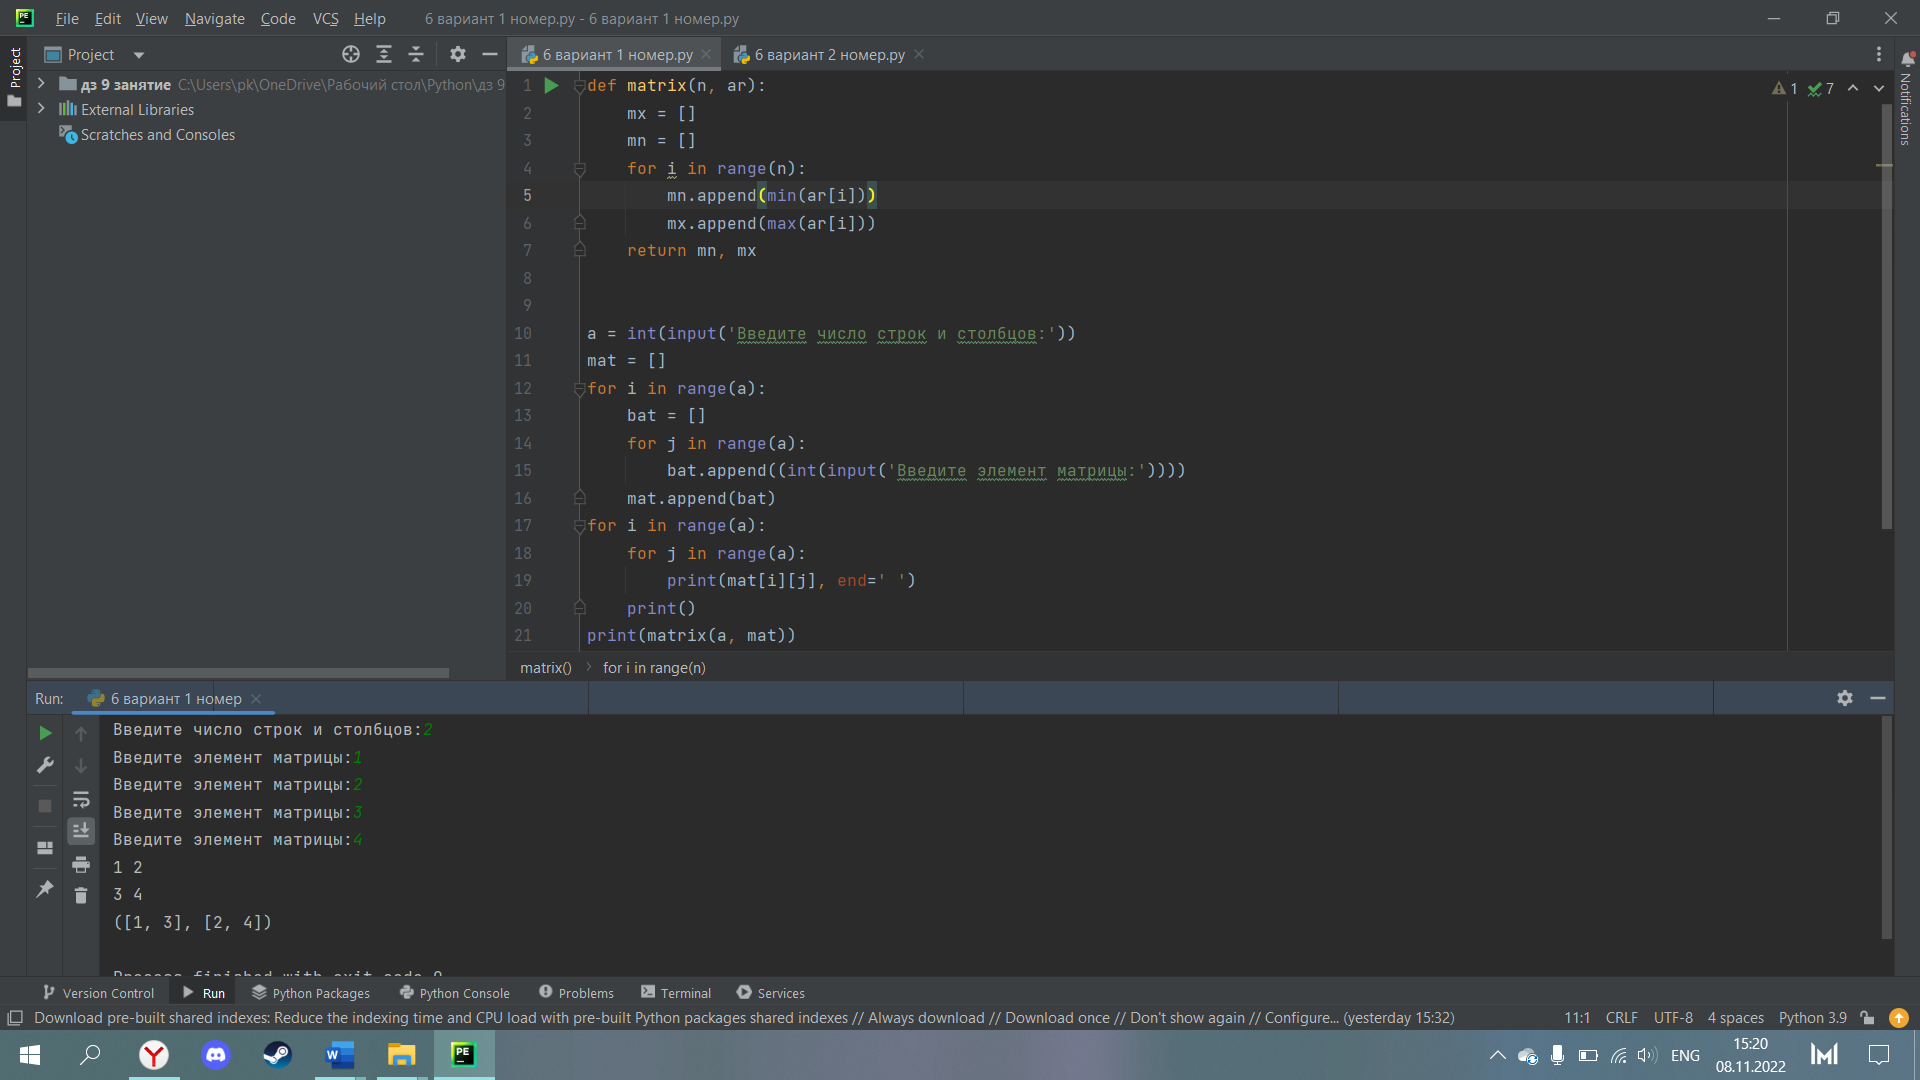 File Edit View Navigate Code VCS Help 6 вариант 1 номер.py - 6 вариант 1 номер.py
Project
Project
6 вариант 1 номер.py
6 вариант 2 номер.py
дз 9 занятие C:\Users\pk\OneDrive\Рабочий стол\Python\дз 9
External Libraries
Scratches and Consoles
1 7
Notifications
1 def matrix(n, ar):
2 mx = []
3 mn = []
4 for i in range(n):
5 mn.append(min(ar[i]))
6 mx.append(max(ar[i]))
7 return mn, mx
8
9
10 a = int(input('Введите число строк и столбцов:'))
11 mat = []
12 for i in range(a):
13 bat = []
14 for j in range(a):
15 bat.append((int(input('Введите элемент матрицы:'))))
16 mat.append(bat)
17 for i in range(a):
18 for j in range(a):
19 print(mat[i][j], end=' ')
20 print()
21 print(matrix(a, mat))
matrix() for i in range(n)
Run: 6 вариант 1 номер
Введите число строк и столбцов:2
Введите элемент матрицы:1
Введите элемент матрицы:2
Введите элемент матрицы:3
Введите элемент матрицы:4
1 2
3 4
([1, 3], [2, 4])
Process finished with exit code 0
Version Control Run Python Packages Python Console Problems Terminal Services
Download pre-built shared indexes: Reduce the indexing time and CPU load with pre-built Python packages shared indexes // Always download // Download once // Don't show again // Configure... (yesterday 15:32) 11:1 CRLF UTF-8 4 spaces Python 3.9
ENG
15:20
08.11.2022